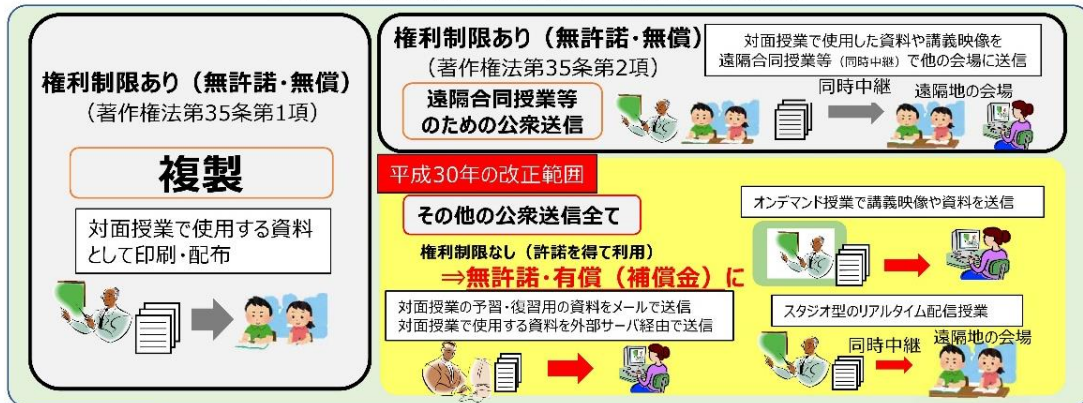 権利制限あり（無許諾・無償）
（著作権法第35条第1項）
複製
対面授業で使用する資料
として印刷・配布
権利制限あり（無許諾・無償）
（著作権法第35条第2項）
遠隔合同授業等
のための公衆送信
対面授業で使用した資料や講義映像を
遠隔合同授業等（同時中継）で他の会場に送信
同時中継
遠隔地の会場
平成30年の改正範囲
その他の公衆送信全て
権利制限なし（許諾を得て利用）
⇒無許諾・有償（補償金）に
対面授業の予習・復習用の資料をメールで送信
対面授業で使用する資料を外部サーバ経由で送信
オンデマンド授業で講義映像や資料を送信
スタジオ型のリアルタイム配信授業
同時中継
遠隔地の会場